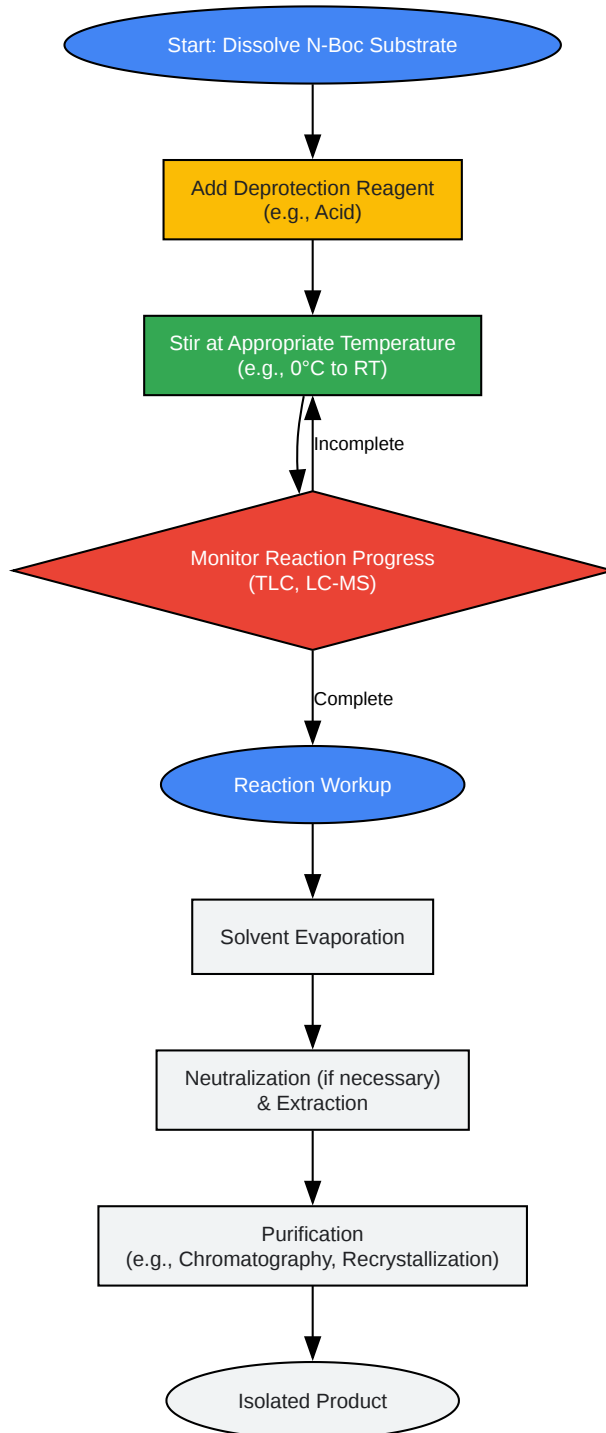 Start: Dissolve N-Boc Substrate
Add Deprotection Reagent
(e.g., Acid)
Stir at Appropriate Temperature
(e.g., 0°C to RT)
Incomplete
Monitor Reaction Progress
(TLC, LC-MS)
Complete
Reaction Workup
Solvent Evaporation
Neutralization (if necessary)
& Extraction
Purification
(e.g., Chromatography, Recrystallization)
Isolated Product